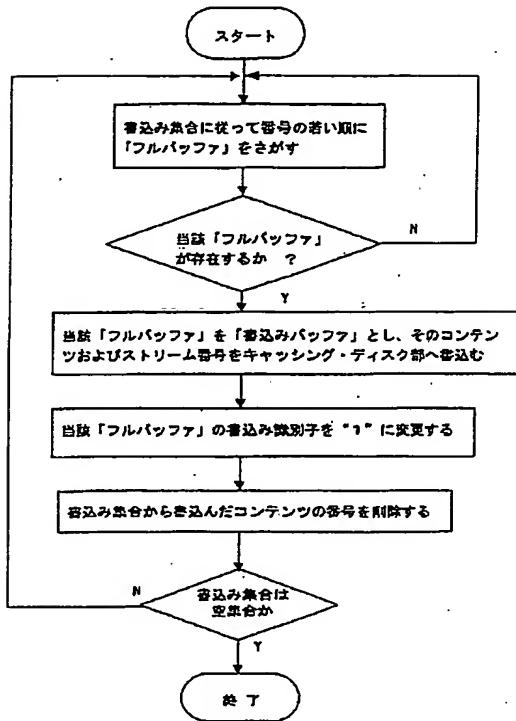 スタート
書込み集合に従って番号の若い順に
「フルバッファ」をさがす
当該「フルバッファ」
が存在するか ?
N
Y
当該「フルバッファ」を「書込みバッファ」とし、そのコンテン
ツおよびストリーム番号をキャッシング・ディスク部へ書込む
当該「フルバッファ」の書込み識別子を "1" に変更する
書込み集合から書込んだコンテンツの番号を削除する
N
書込み集合は
空集合か
Y
終 了